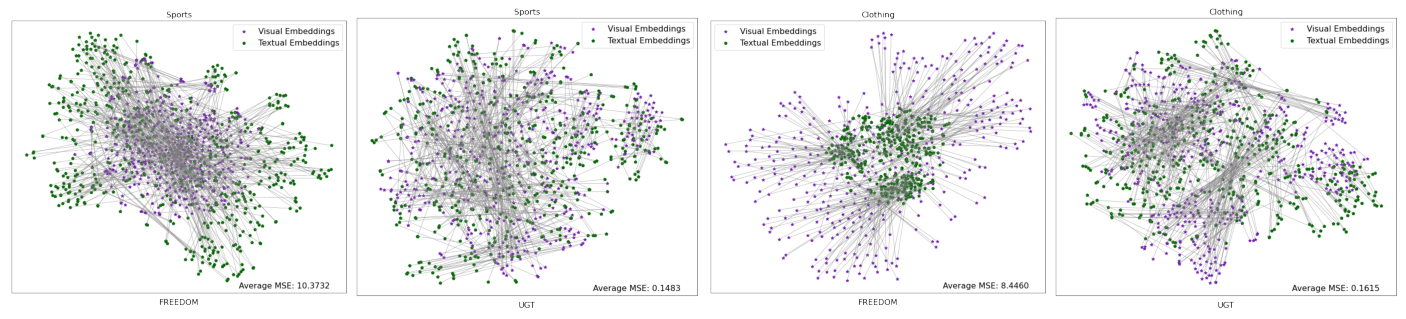 Sports
Visual Embeddings
Textual Embeddings
Average MSE: 10.3732
FREEDOM
Sports
Visual Embeddings
Textual Embeddings
Average MSE: 0.1483
UGT
Clothing
Visual Embeddings
Textual Embeddings
Average MSE: 8.4460
FREEDOM
Clothing
Visual Embeddings
Textual Embeddings
Average MSE: 0.1615
UGT